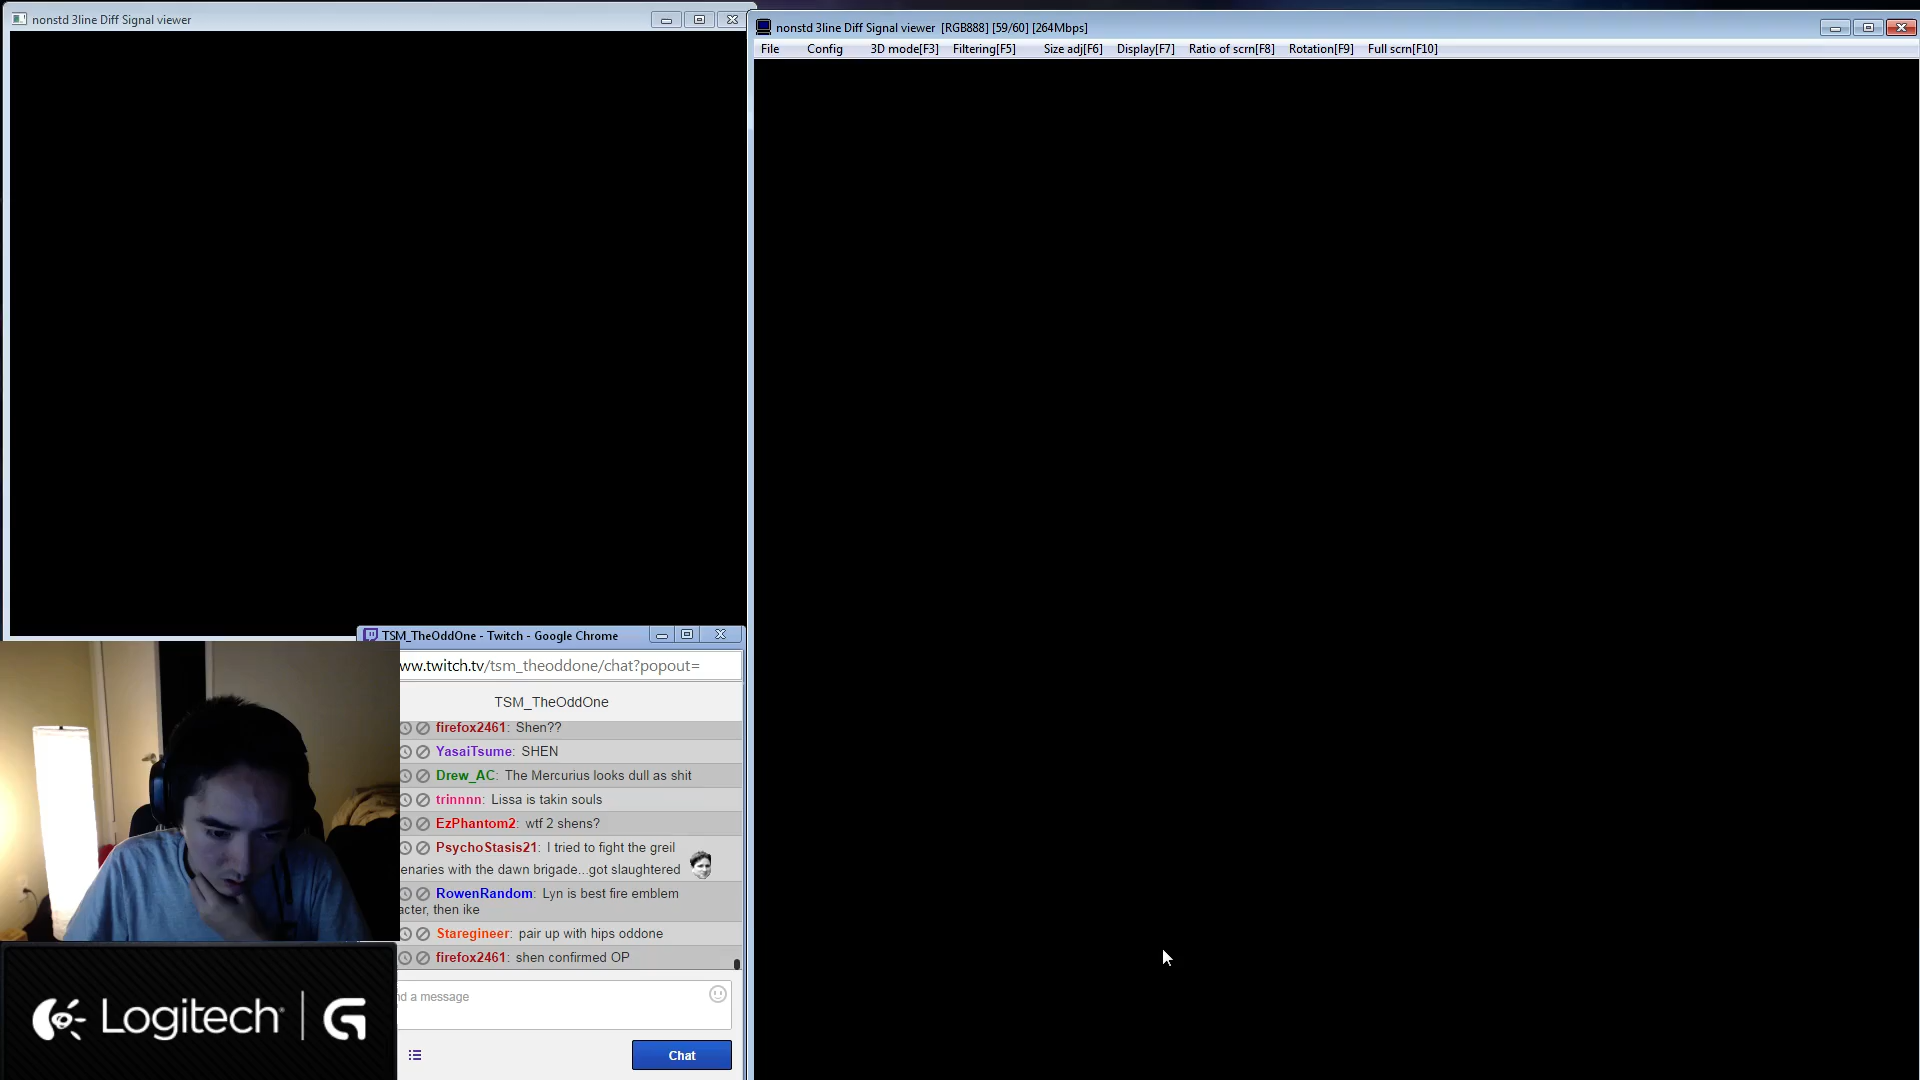 nonstd 3line Diff Signal viewer
nonstd 3line Diff Signal viewer [RGB888] [59/60] [264Mbps]
File Config 3D mode[F3] Filtering[F5] Size adj[F6] Display[F7] Ratio of scrn[F8] Rotation[F9] Full scrn[F10]
TSM_TheOddOne - Twitch - Google Chrome
ww.twitch.tv/tsm_theoddone/chat?popout=
TSM_TheOddOne
firefox2461: Shen??
YasaiTsume: SHEN
Drew_AC: The Mercurius looks dull as shit
trinnnn: Lissa is takin souls
EzPhantom2: wtf 2 shens?
PsychoStasis21: I tried to fight the greil
enaries with the dawn brigade...got slaughtered
RowenRandom: Lyn is best fire emblem
acter, then ike
Staregineer: pair up with hips oddone
firefox2461: shen confirmed OP
nd a message
Chat
Logitech G